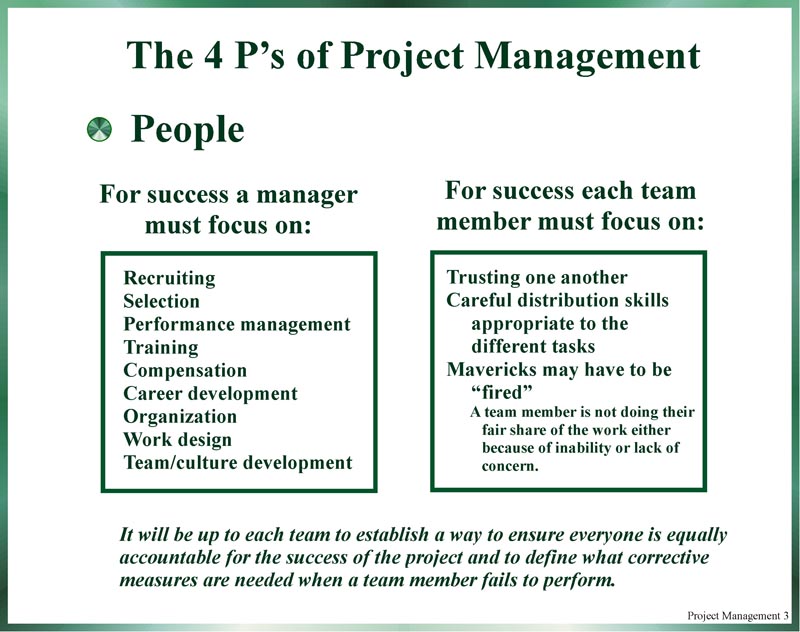 The 4 P’s of Project Management
People
For success a manager
must focus on:
Recruiting
Selection
Performance management
Training
Compensation
Career development
Organization
Work design
Team/culture development
For success each team
member must focus on:
Trusting one another
Careful distribution skills
appropriate to the
different tasks
Mavericks may have to be
“fired”
A team member is not doing their
fair share of the work either
because of inability or lack of
concern.
It will be up to each team to establish a way to ensure everyone is equally
accountable for the success of the project and to define what corrective
measures are needed when a team member fails to perform.
Project Management 3